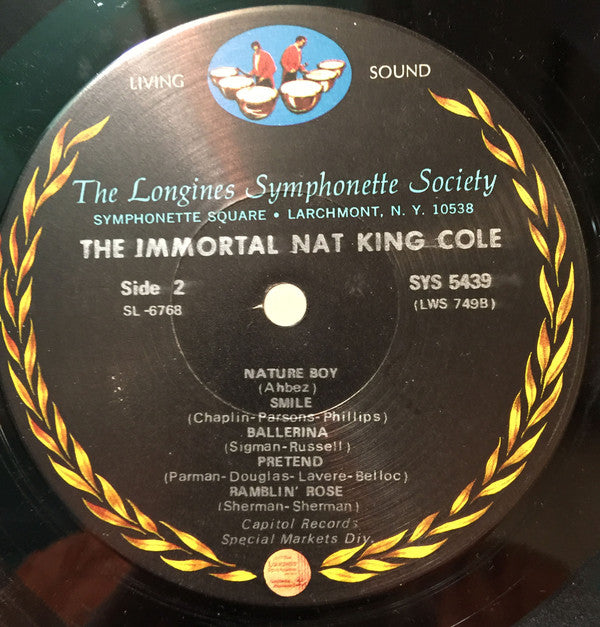 LIVING SOUND
The Longines Symphonette Society
SYMPHONETTE SQUARE • LARCHMONT, N. Y. 10538
THE IMMORTAL NAT KING COLE
Side 2 SYS 5439
SL-6768 (LWS 749B)
NATURE BOY
(Ahbez)
SMILE
(Chaplin-Parsons-Phillips)
BALLERINA
(Sigman-Russell)
PRETEND
(Parman-Douglas-Lavere-Belloc)
RAMBLIN' ROSE
(Sherman-Sherman)
Capitol Records
Special Markets Div.